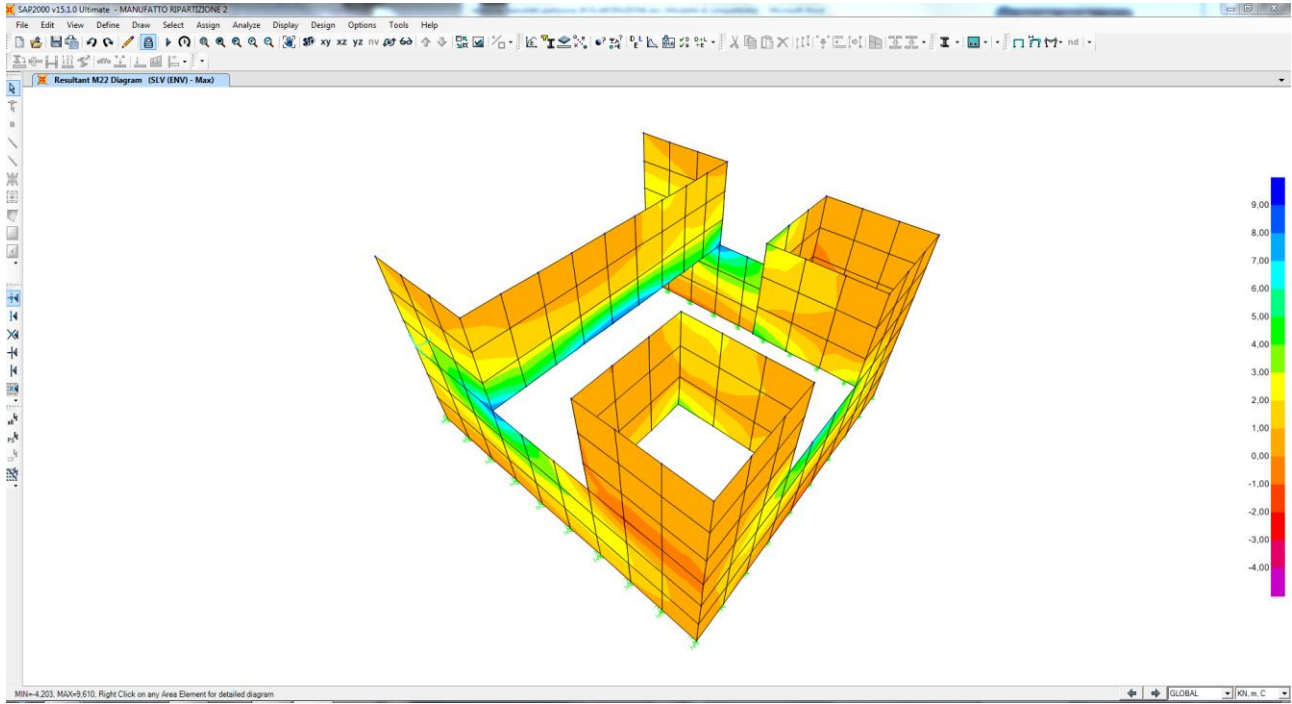 SAP2000 v15.1.0 Ultimate - MANUFATTO RIPARTIZIONE 2
File Edit View Define Draw Select Assign Analyze Display Design Options Tools Help
xy xz yz nv nd
Resultant M22 Diagram (SLV (ENV) - Max)
9,00
8,00
7,00
6,00
5,00
4,00
3,00
2,00
1,00
0,00
-1,00
-2,00
-3,00
-4,00
MIN=-4,203, MAX=9,610, Right Click on any Area Element for detailed diagram
GLOBAL
KN, m, C